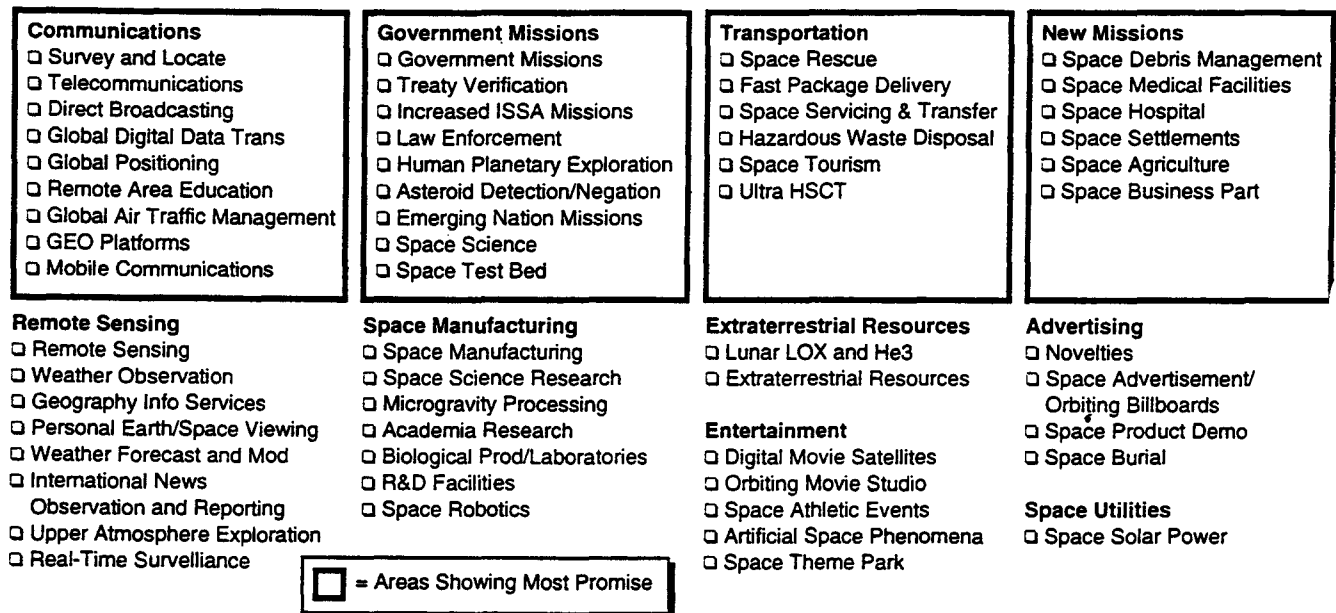 Communications
❑ Survey and Locate
❑ Telecommunications
❑ Direct Broadcasting
❑ Global Digital Data Trans
❑ Global Positioning
❑ Remote Area Education
❑ Global Air Traffic Management
❑ GEO Platforms
❑ Mobile Communications
Government Missions
❑ Government Missions
❑ Treaty Verification
❑ Increased ISSA Missions
❑ Law Enforcement
❑ Human Planetary Exploration
❑ Asteroid Detection/Negation
❑ Emerging Nation Missions
❑ Space Science
❑ Space Test Bed
Transportation
❑ Space Rescue
❑ Fast Package Delivery
❑ Space Servicing & Transfer
❑ Hazardous Waste Disposal
❑ Space Tourism
❑ Ultra HSCT
New Missions
❑ Space Debris Management
❑ Space Medical Facilities
❑ Space Hospital
❑ Space Settlements
❑ Space Agriculture
❑ Space Business Part
Remote Sensing
❑ Remote Sensing
❑ Weather Observation
❑ Geography Info Services
❑ Personal Earth/Space Viewing
❑ Weather Forecast and Mod
❑ International News
Observation and Reporting
❑ Upper Atmosphere Exploration
❑ Real-Time Survelliance
Space Manufacturing
❑ Space Manufacturing
❑ Space Science Research
❑ Microgravity Processing
❑ Academia Research
❑ Biological Prod/Laboratories
❑ R&D Facilities
❑ Space Robotics
Extraterrestrial Resources
❑ Lunar LOX and He3
❑ Extraterrestrial Resources
Entertainment
❑ Digital Movie Satellites
❑ Orbiting Movie Studio
❑ Space Athletic Events
❑ Artificial Space Phenomena
❑ Space Theme Park
Advertising
❑ Novelties
❑ Space Advertisement/
Orbiting Billboards
❑ Space Product Demo
❑ Space Burial
Space Utilities
❑ Space Solar Power
= Areas Showing Most Promise